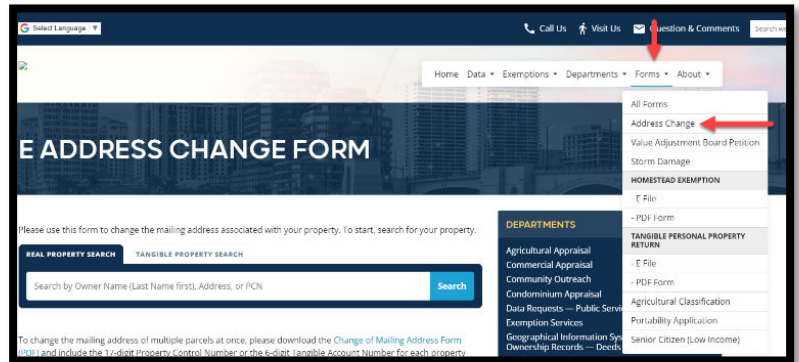 Select Language ▼
Call Us Visit Us Question & Comments Search
Home Data Exemptions Departments Forms About
All Forms
Address Change
Value Adjustment Board Petition
Storm Damage
HOMESTEAD EXEMPTION
- E File
- PDF Form
TANGIBLE PERSONAL PROPERTY
RETURN
- E File
- PDF Form
Agricultural Classification
Portability Application
Senior Citizen (Low Income)
E ADDRESS CHANGE FORM
Please use this form to change the mailing address associated with your property. To start, search for your property.
REAL PROPERTY SEARCH TANGIBLE PROPERTY SEARCH
Search by Owner Name (Last Name first), Address, or PCN Search
To change the mailing address of multiple parcels at once, please download the Change of Mailing Address Form
(PDF) and include the 17-digit Property Control Number or the 6-digit Tangible Account Number for each property
DEPARTMENTS
Agricultural Appraisal
Commercial Appraisal
Community Outreach
Condominium Appraisal
Data Requests — Public Servi
Exemption Services
Geographical Information Sys
Ownership Records — Deeds